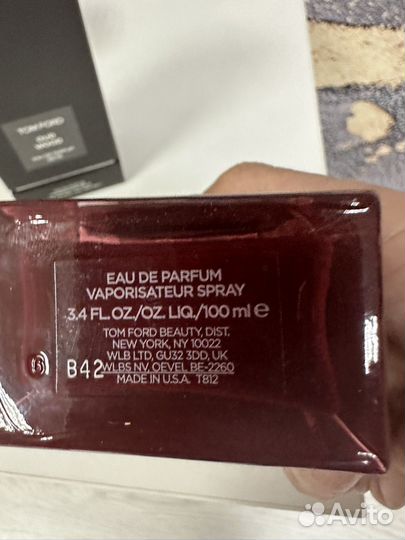 TOM FORD
OUD
WOOD
EAU DE PARFUM
VAPORISATEUR SPRAY
3.4 FL.OZ./OZ. LIQ./100 ml ℮
TOM FORD BEAUTY, DIST.
NEW YORK, NY 10022
WLB LTD, GU32 3DD, UK
B42 WLBS NV, OEVEL BE-2260
MADE IN U.S.A. T812
Avito